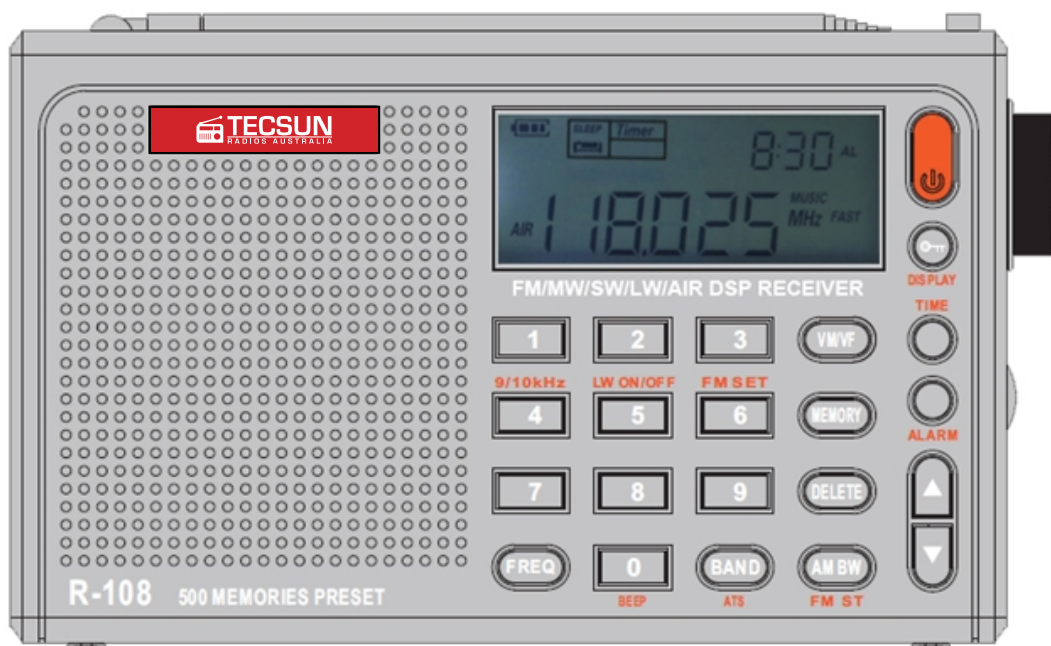 TECSUN
RADIOS AUSTRALIA
SLEEP Timer
8:30 AL
AIR 118.025 MUSIC MHz FAST
FM/MW/SW/LW/AIR DSP RECEIVER
DISPLAY
TIME
1 2 3 VM/VF
9/10kHz LW ON/OFF FM SET
4 5 6 MEMORY
ALARM
7 8 9 DELETE
FREQ 0 BAND AM BW
BEEP ATS FM ST
R-108 500 MEMORIES PRESET